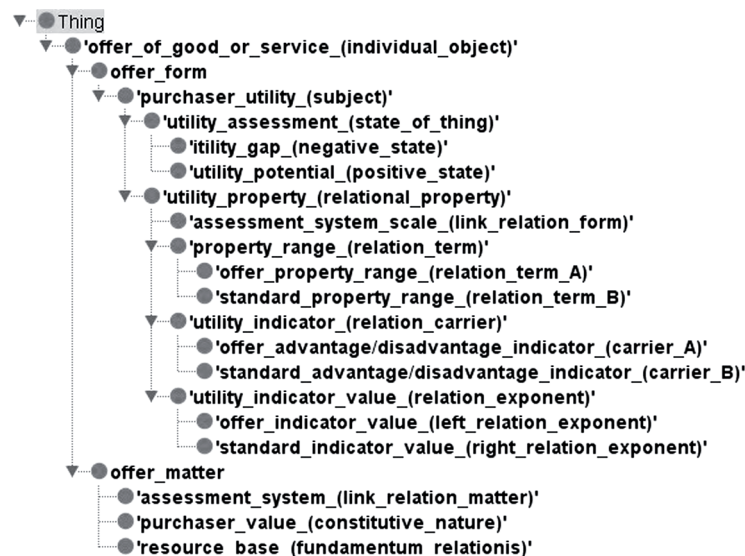 Thing
'offer_of_good_or_service_(individual_object)'
offer_form
'purchaser_utility_(subject)'
'utility_assessment_(state_of_thing)'
'itility_gap_(negative_state)'
'utility_potential_(positive_state)'
'utility_property_(relational_property)'
'assessment_system_scale_(link_relation_form)'
'property_range_(relation_term)'
'offer_property_range_(relation_term_A)'
'standard_property_range_(relation_term_B)'
'utility_indicator_(relation_carrier)'
'offer_advantage/disadvantage_indicator_(carrier_A)'
'standard_advantage/disadvantage_indicator_(carrier_B)'
'utility_indicator_value_(relation_exponent)'
'offer_indicator_value_(left_relation_exponent)'
'standard_indicator_value_(right_relation_exponent)'
offer_matter
'assessment_system_(link_relation_matter)'
'purchaser_value_(constitutive_nature)'
'resource_base_(fundamentum_relationis)'